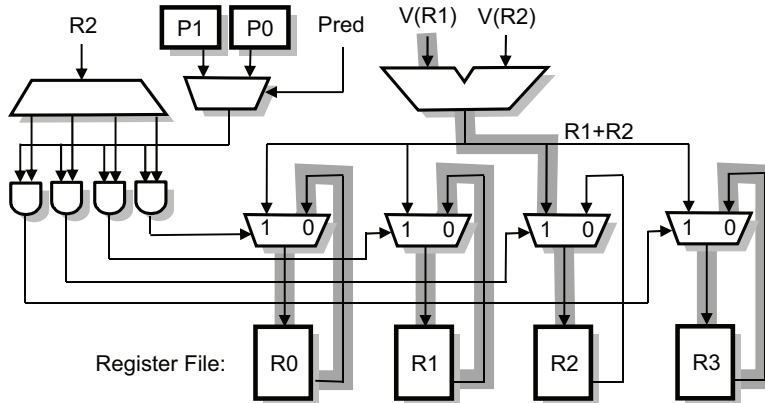 R2
P1 P0 Pred
V(R1) V(R2)
R1+R2
1 0 1 0 1 0 1 0
Register File: R0 R1 R2 R3